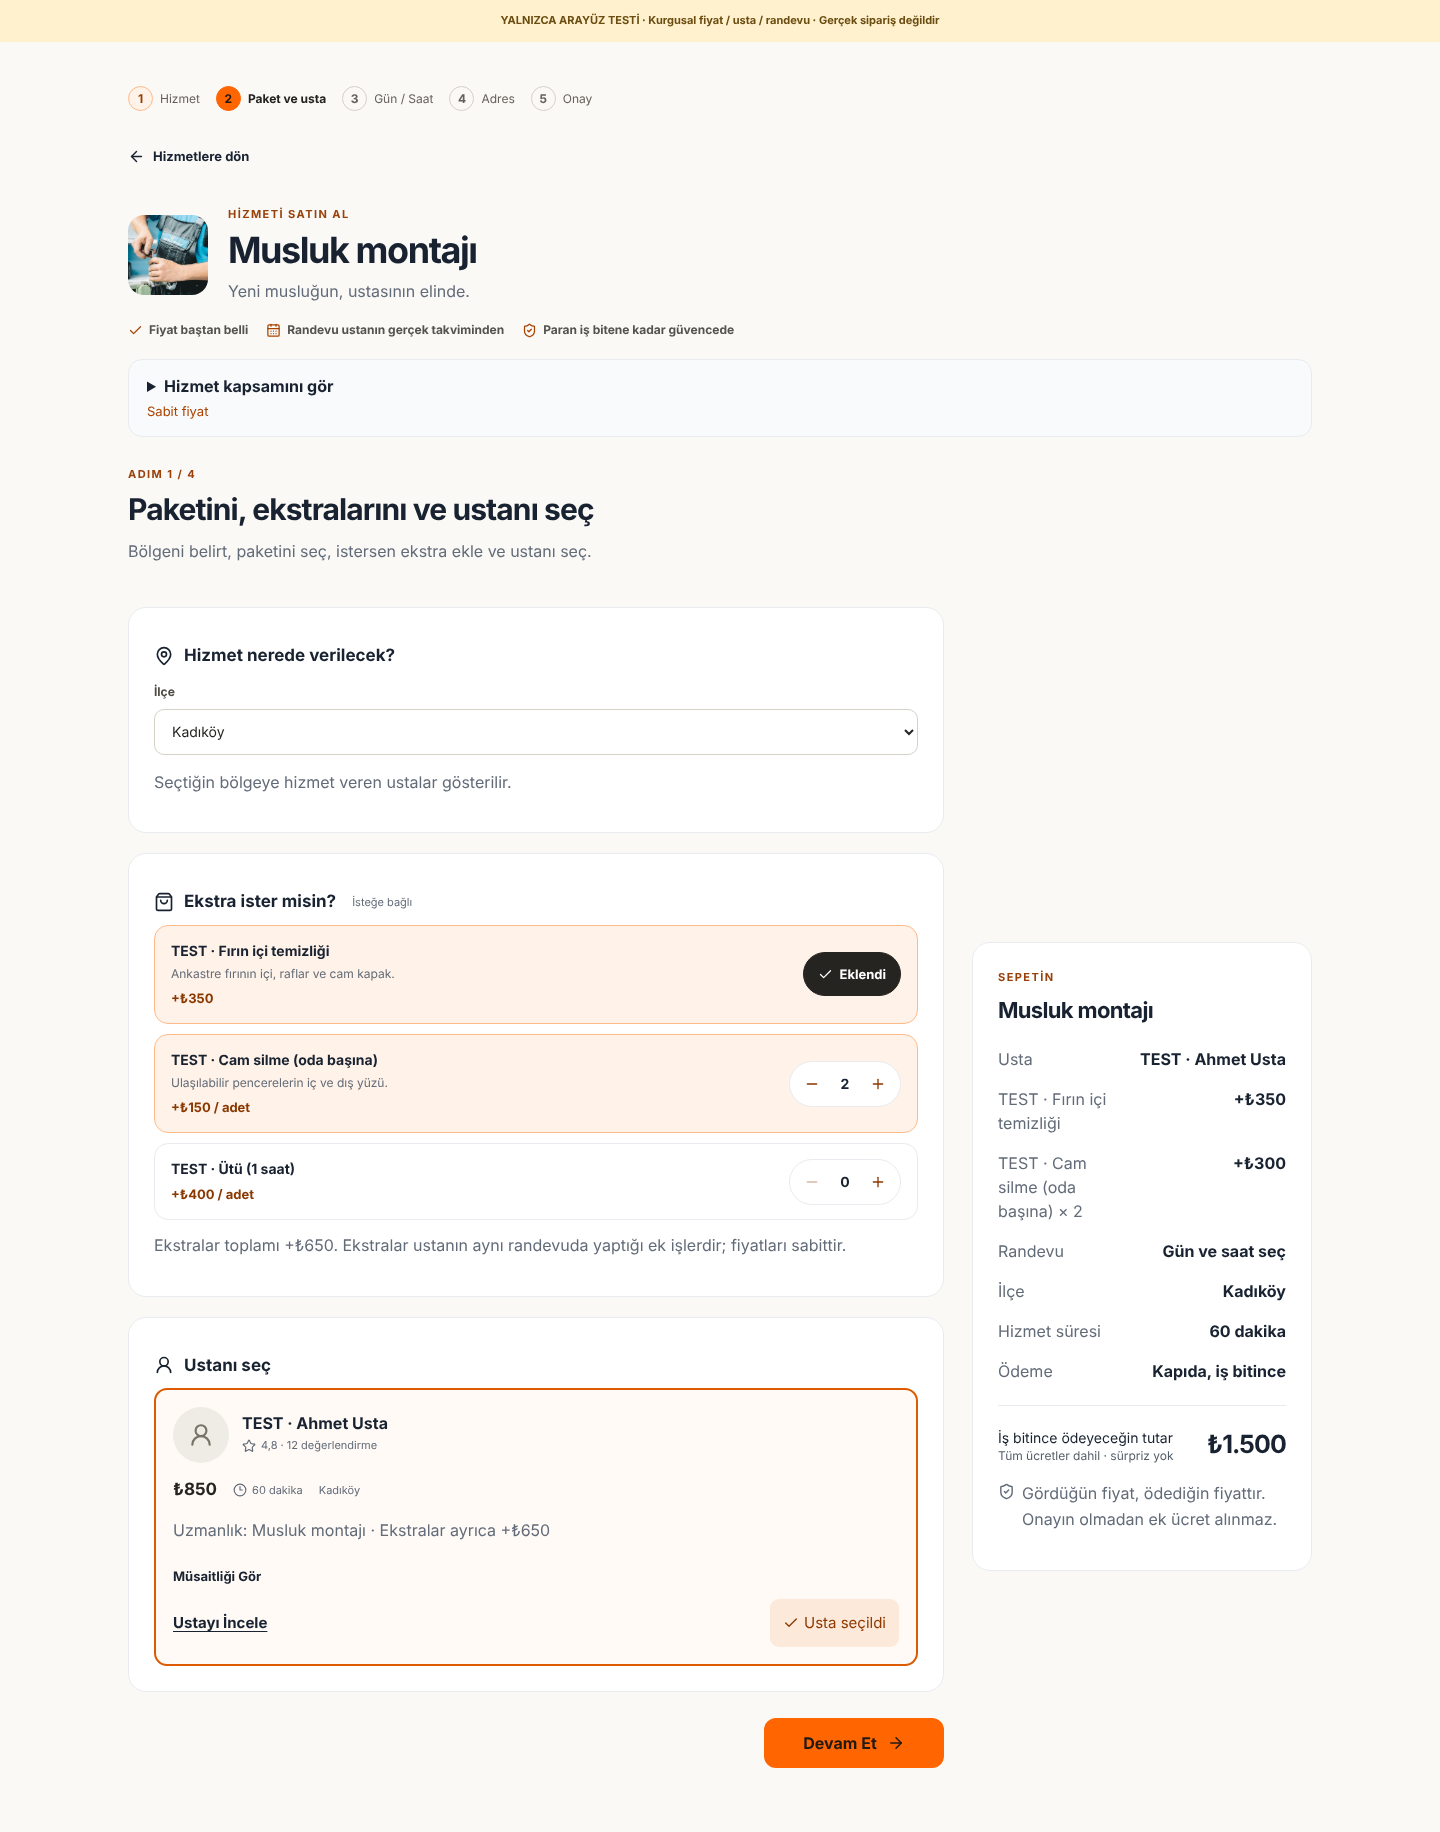 YALNIZCA ARAYÜZ TESTİ · Kurgusal fiyat / usta / randevu · Gerçek sipariş değildir
1 Hizmet 2 Paket ve usta 3 Gün / Saat 4 Adres 5 Onay
Hizmetlere dön
HİZMETİ SATIN AL
Musluk montajı
Yeni musluğun, ustasının elinde.
Fiyat baştan belli Randevu ustanın gerçek takviminden Paran iş bitene kadar güvencede
Hizmet kapsamını gör
Sabit fiyat
ADIM 1 / 4
Paketini, ekstralarını ve ustanı seç
Bölgeni belirt, paketini seç, istersen ekstra ekle ve ustanı seç.
Hizmet nerede verilecek?
İlçe
Kadıköy
Seçtiğin bölgeye hizmet veren ustalar gösterilir.
Ekstra ister misin? İsteğe bağlı
TEST · Fırın içi temizliği
Ankastre fırının içi, raflar ve cam kapak.
+₺350
Eklendi
TEST · Cam silme (oda başına)
Ulaşılabilir pencerelerin iç ve dış yüzü.
+₺150 / adet
− 2 +
TEST · Ütü (1 saat)
+₺400 / adet
− 0 +
Ekstralar toplamı +₺650. Ekstralar ustanın aynı randevuda yaptığı ek işlerdir; fiyatları sabittir.
Ustanı seç
TEST · Ahmet Usta
4,8 · 12 değerlendirme
₺850 60 dakika Kadıköy
Uzmanlık: Musluk montajı · Ekstralar ayrıca +₺650
Müsaitliği Gör
Ustayı İncele
Usta seçildi
Devam Et
SEPETİN
Musluk montajı
Usta TEST · Ahmet Usta
TEST · Fırın içi +₺350
temizliği
TEST · Cam +₺300
silme (oda
başına) × 2
Randevu Gün ve saat seç
İlçe Kadıköy
Hizmet süresi 60 dakika
Ödeme Kapıda, iş bitince
İş bitince ödeyeceğin tutar ₺1.500
Tüm ücretler dahil · sürpriz yok
Gördüğün fiyat, ödediğin fiyattır.
Onayın olmadan ek ücret alınmaz.